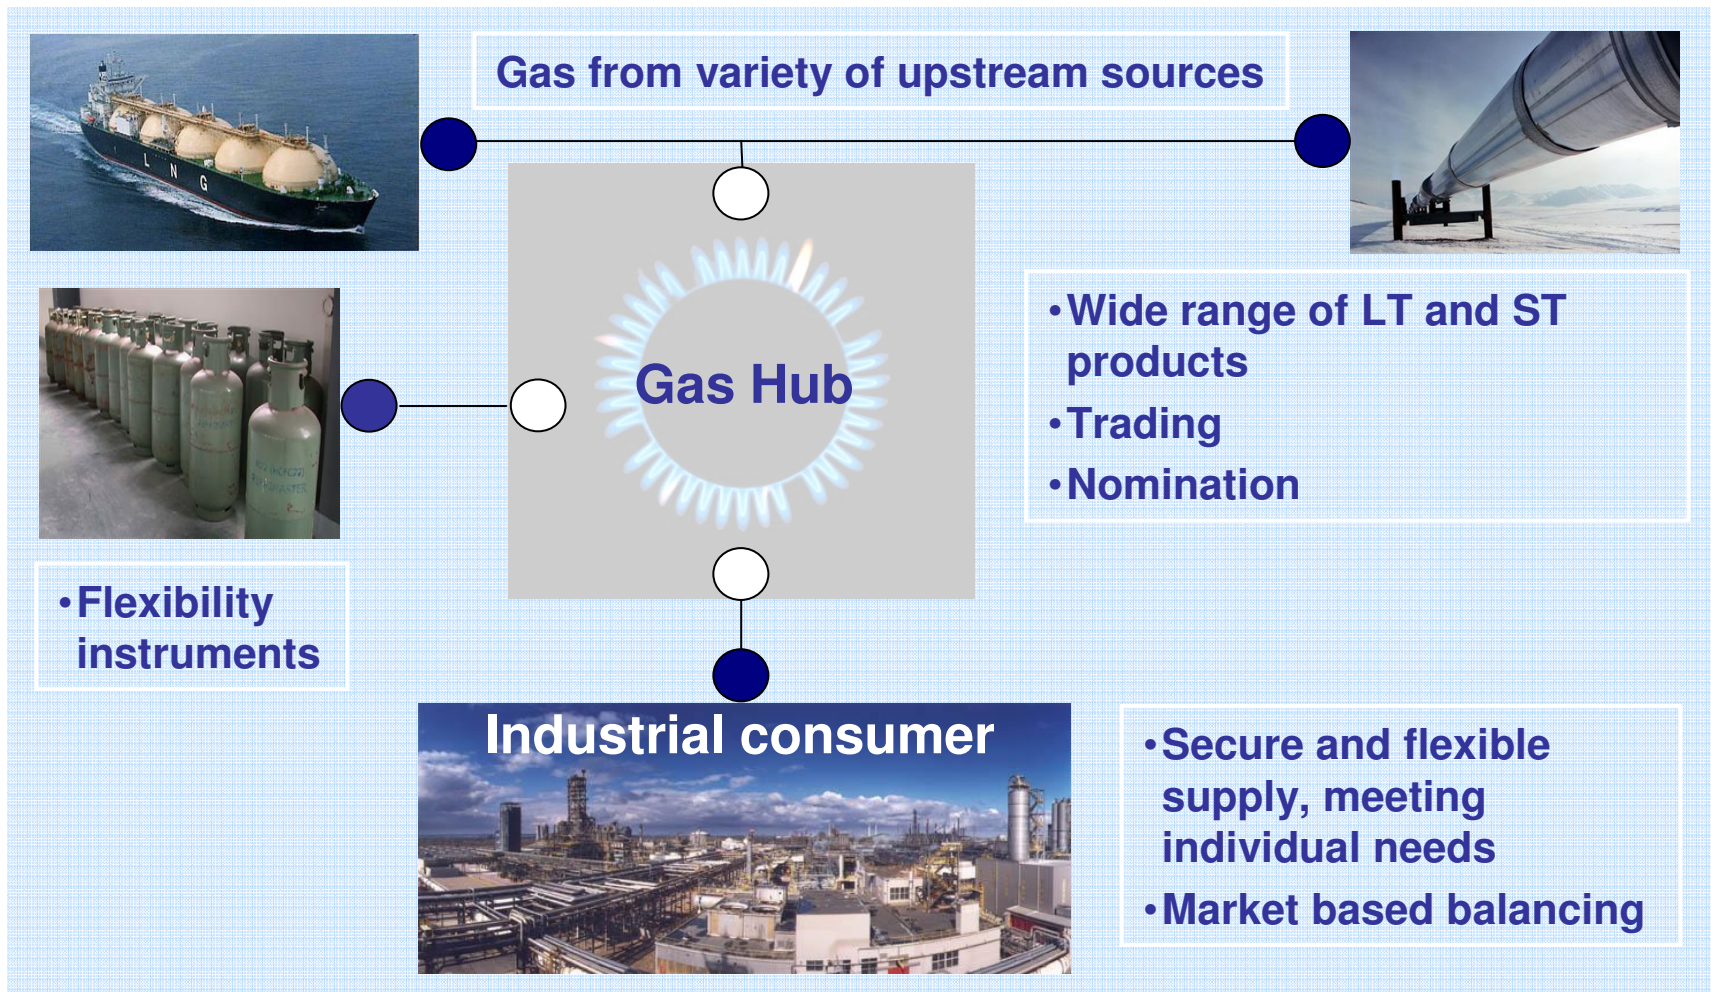 Gas from variety of upstream sources
L N G
•Wide range of LT and ST
products
•Trading
•Nomination
Gas Hub
•Flexibility
instruments
Industrial consumer
•Secure and flexible
supply, meeting
individual needs
•Market based balancing